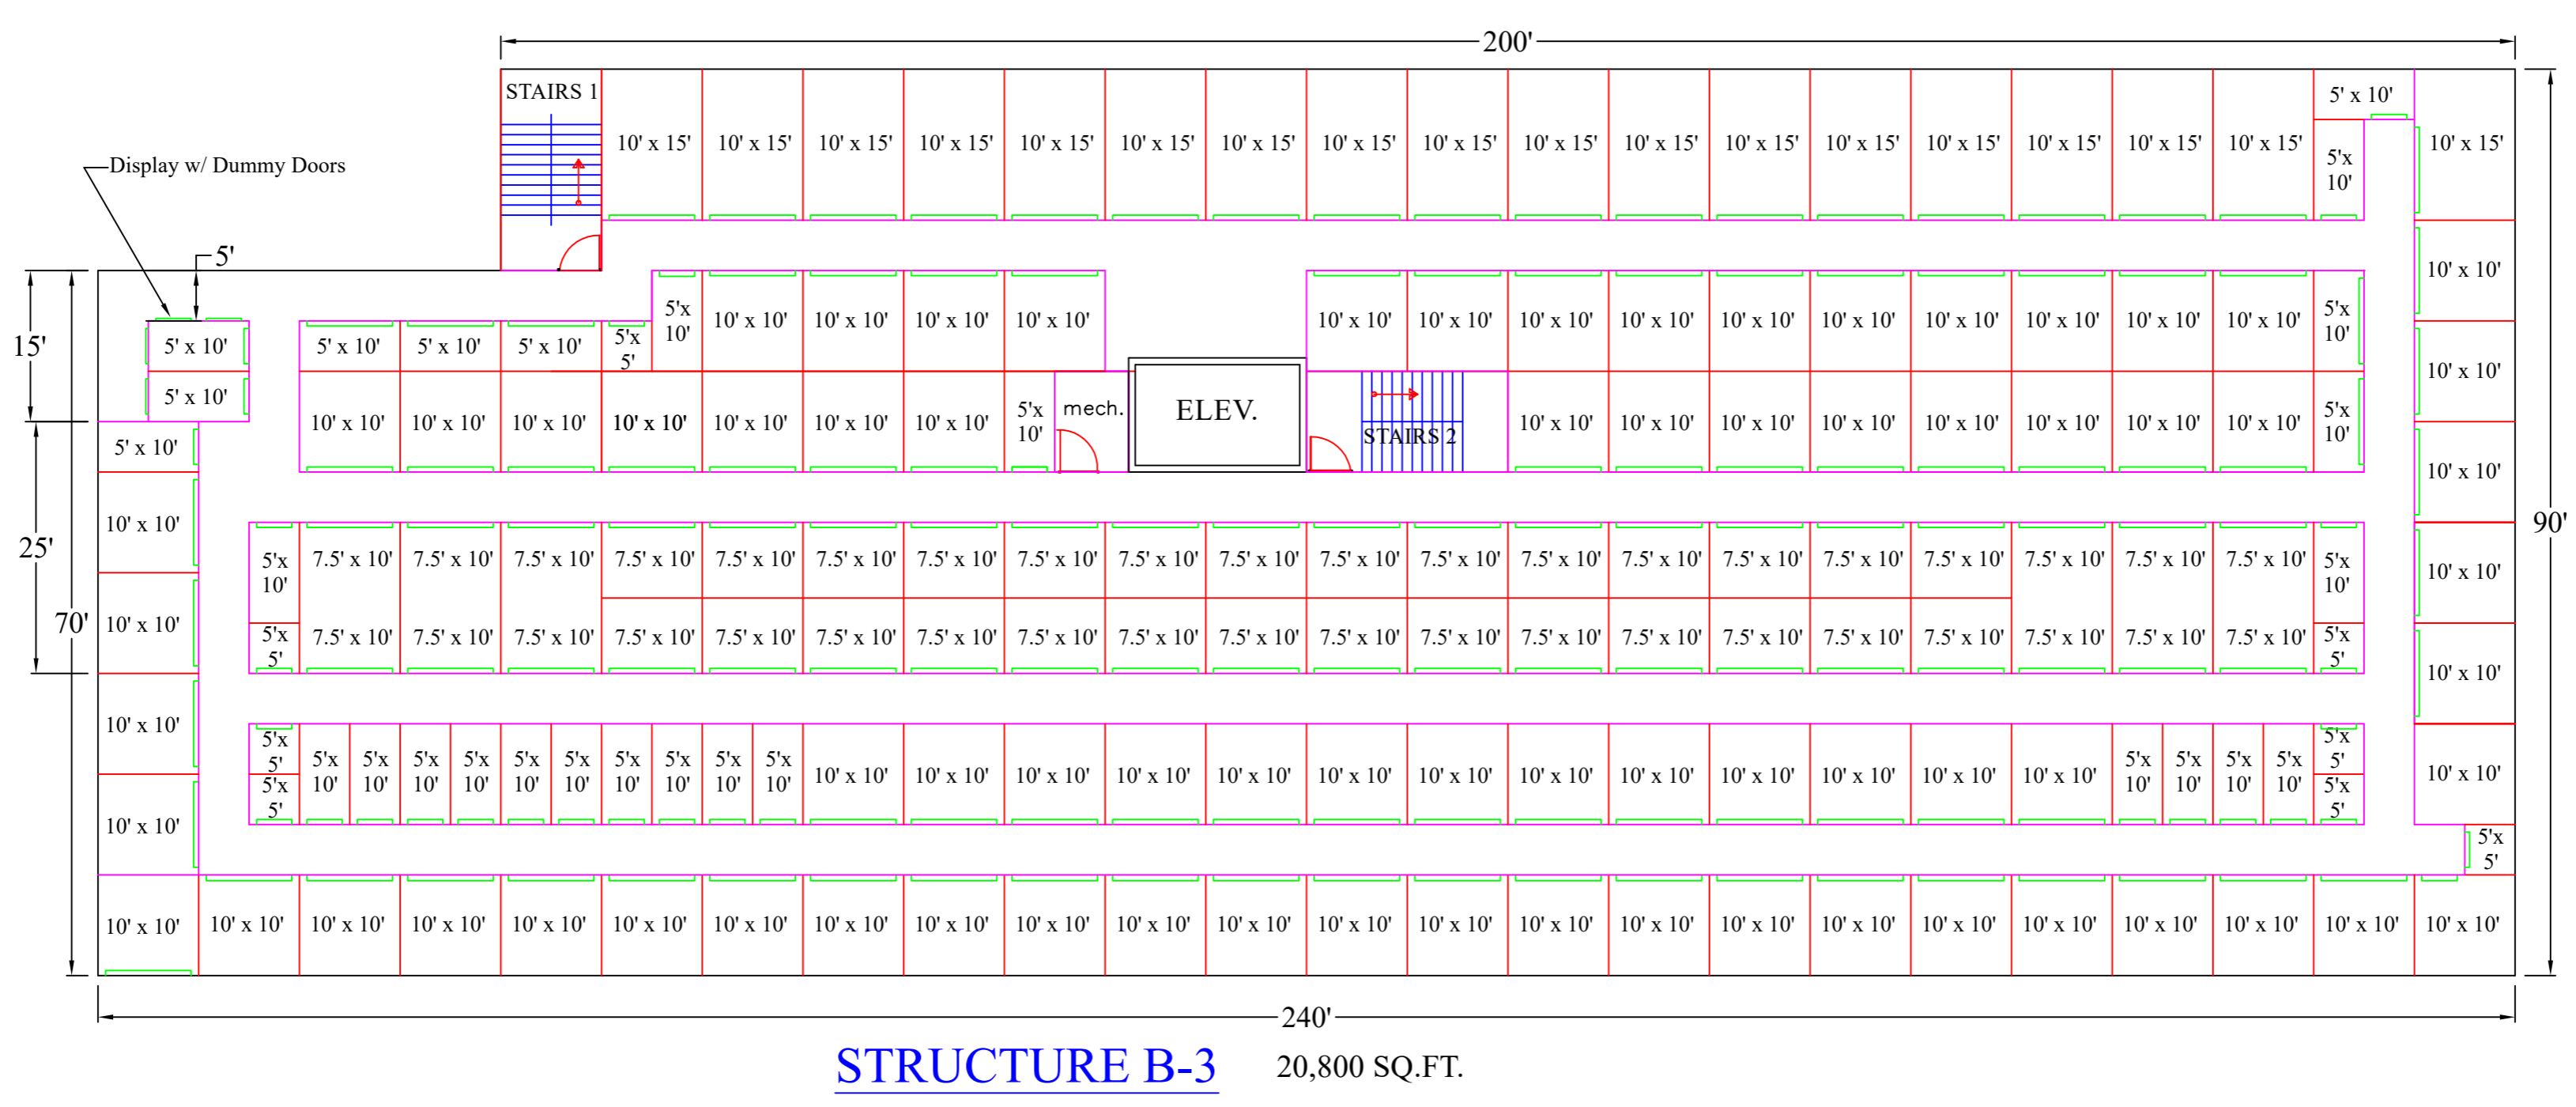 200'
STAIRS 1
5' x 10'
10' x 15' 10' x 15' 10' x 15' 10' x 15' 10' x 15' 10' x 15' 10' x 15' 10' x 15' 10' x 15' 10' x 15' 10' x 15' 10' x 15' 10' x 15' 10' x 15' 10' x 15' 10' x 15' 10' x 15' 10' x 15'
Display w/ Dummy Doors
5'x
10'
5'
10' x 10'
5'x
10'
10' x 10' 10' x 10' 10' x 10' 10' x 10' 10' x 10' 10' x 10' 10' x 10' 10' x 10' 10' x 10' 10' x 10' 10' x 10' 10' x 10' 10' x 10' 10' x 10'
5'x
10'
15'
5' x 10' 5' x 10' 5' x 10' 5' x 10'
5'x
5'
10' x 10'
5' x 10'
10' x 10' 10' x 10' 10' x 10' 10' x 10' 10' x 10' 10' x 10' 10' x 10'
5'x
10'
mech.
ELEV.
STAIRS 2
10' x 10' 10' x 10' 10' x 10' 10' x 10' 10' x 10' 10' x 10' 10' x 10' 10' x 10'
5'x
10'
5' x 10'
10' x 10'
10' x 10'
90'
25'
5'x
10'
7.5' x 10' 7.5' x 10' 7.5' x 10' 7.5' x 10' 7.5' x 10' 7.5' x 10' 7.5' x 10' 7.5' x 10' 7.5' x 10' 7.5' x 10' 7.5' x 10' 7.5' x 10' 7.5' x 10' 7.5' x 10' 7.5' x 10' 7.5' x 10' 7.5' x 10' 7.5' x 10' 7.5' x 10' 7.5' x 10'
5'x
10'
10' x 10'
70'
10' x 10'
5'x
5'
7.5' x 10' 7.5' x 10' 7.5' x 10' 7.5' x 10' 7.5' x 10' 7.5' x 10' 7.5' x 10' 7.5' x 10' 7.5' x 10' 7.5' x 10' 7.5' x 10' 7.5' x 10' 7.5' x 10' 7.5' x 10' 7.5' x 10' 7.5' x 10' 7.5' x 10' 7.5' x 10' 7.5' x 10' 7.5' x 10'
5'x
5'
10' x 10'
10' x 10'
5'x
5'
5'x
5'
5'x 5'x 5'x 5'x 5'x 5'x 5'x 5'x 5'x 5'x
10' 10' 10' 10' 10' 10' 10' 10' 10' 10'
10' x 10' 10' x 10' 10' x 10' 10' x 10' 10' x 10' 10' x 10' 10' x 10' 10' x 10' 10' x 10' 10' x 10' 10' x 10' 10' x 10' 10' x 10'
5'x 5'x 5'x 5'x
10' 10' 10' 10'
5'x
5'
5'x
5'
10' x 10'
10' x 10'
5'x
5'
10' x 10' 10' x 10' 10' x 10' 10' x 10' 10' x 10' 10' x 10' 10' x 10' 10' x 10' 10' x 10' 10' x 10' 10' x 10' 10' x 10' 10' x 10' 10' x 10' 10' x 10' 10' x 10' 10' x 10' 10' x 10' 10' x 10' 10' x 10' 10' x 10' 10' x 10' 10' x 10' 10' x 10'
240'
STRUCTURE B-3 20,800 SQ.FT.